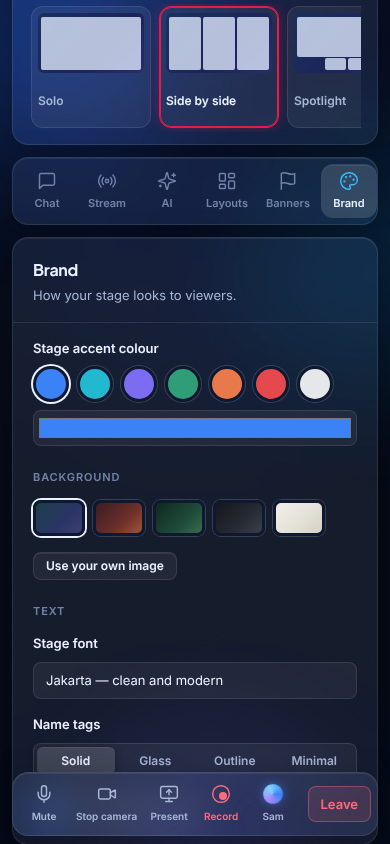 Solo
Side by side
Spotlight
Chat
Stream
AI
Layouts
Banners
Brand
Brand
How your stage looks to viewers.
Stage accent colour
BACKGROUND
Use your own image
TEXT
Stage font
Jakarta — clean and modern
Name tags
Solid
Glass
Outline
Minimal
Mute
Stop camera
Present
Record
Sam
Leave